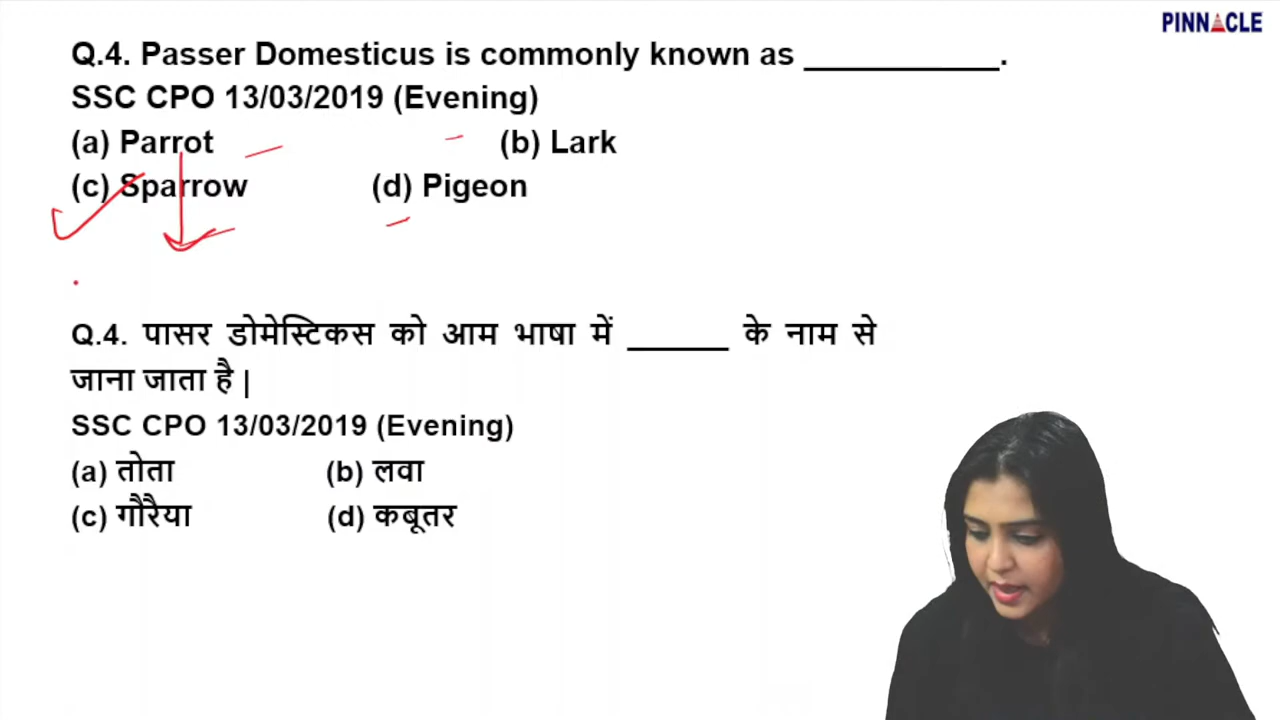 PINNACLE
Q.4. Passer Domesticus is commonly known as ____________.
SSC CPO 13/03/2019 (Evening)
(a) Parrot (b) Lark
(c) Sparrow (d) Pigeon
Q.4. पासर डोमेस्टिकस को आम भाषा में ______ के नाम से
जाना जाता है |
SSC CPO 13/03/2019 (Evening)
(a) तोता (b) लवा
(c) गौरैया (d) कबूतर